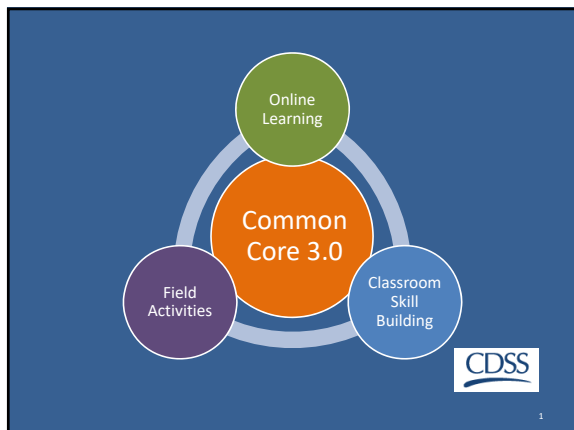 Online
Learning
Common
Core 3.0
Field
Activities
Classroom
Skill
Building
CDSS
1